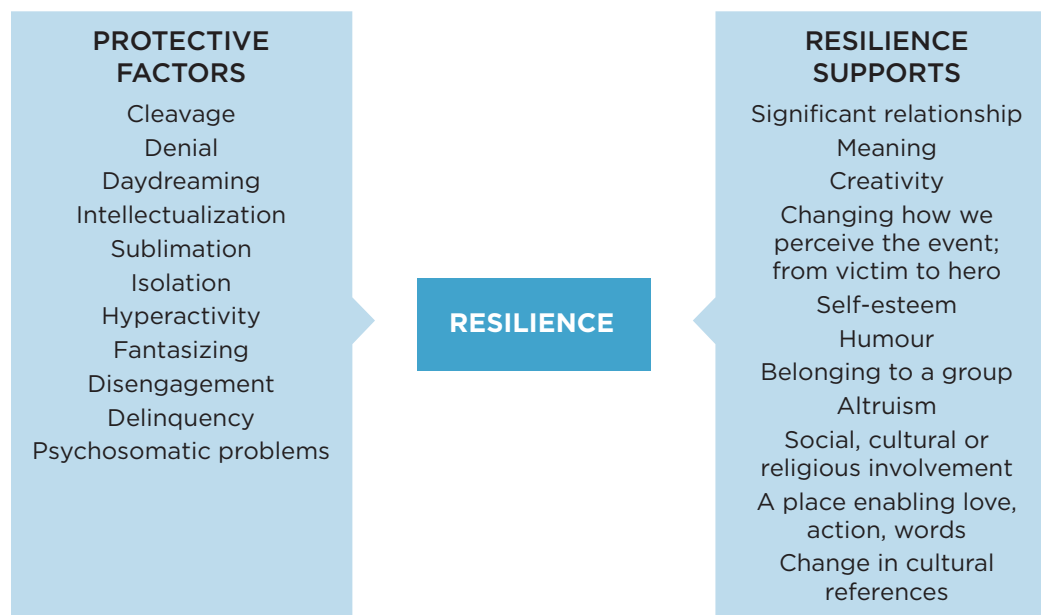 PROTECTIVE
FACTORS
Cleavage
Denial
Daydreaming
Intellectualization
Sublimation
Isolation
Hyperactivity
Fantasizing
Disengagement
Delinquency
Psychosomatic problems
RESILIENCE
RESILIENCE
SUPPORTS
Significant relationship
Meaning
Creativity
Changing how we
perceive the event;
from victim to hero
Self-esteem
Humour
Belonging to a group
Altruism
Social, cultural or
religious involvement
A place enabling love,
action, words
Change in cultural
references